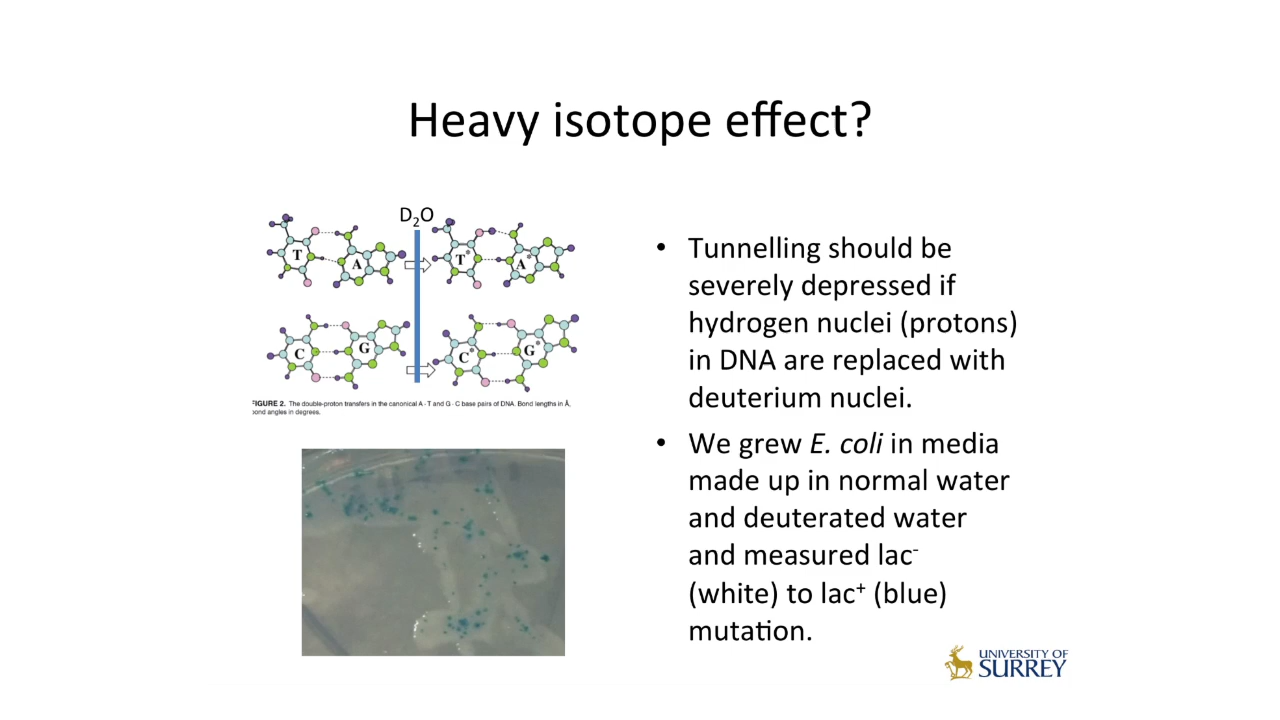 Heavy isotope effect?
D₂O
T
A
T*
A*
C
G
C*
G*
FIGURE 2. The double-proton transfers in the canonical A·T and G·C base pairs of DNA. Bond lengths in Å,
bond angles in degrees.
• Tunnelling should be
severely depressed if
hydrogen nuclei (protons)
in DNA are replaced with
deuterium nuclei.
• We grew E. coli in media
made up in normal water
and deuterated water
and measured lac⁻
(white) to lac⁺ (blue)
mutation.
UNIVERSITY OF
SURREY